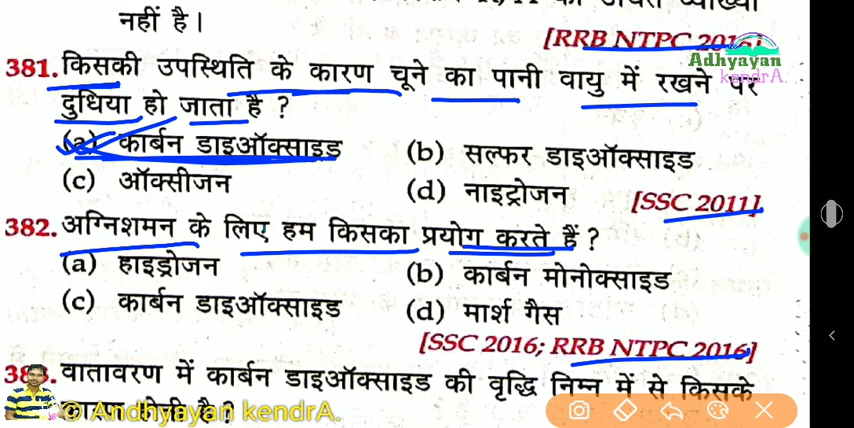 नहीं है।
[RRB NTPC 2016]
Adhyayan
kendrA.
381. किसकी उपस्थिति के कारण चूने का पानी वायु में रखने पर
दुधिया हो जाता है ?
(a) कार्बन डाइऑक्साइड (b) सल्फर डाइऑक्साइड
(c) ऑक्सीजन (d) नाइट्रोजन [SSC 2011]
382. अग्निशमन के लिए हम किसका प्रयोग करते हैं ?
(a) हाइड्रोजन (b) कार्बन मोनोक्साइड
(c) कार्बन डाइऑक्साइड (d) मार्श गैस
[SSC 2016; RRB NTPC 2016]
वातावरण में कार्बन डाइऑक्साइड की वृद्धि निम्न में से किसके
होती है ?
© Andhyayan kendrA.